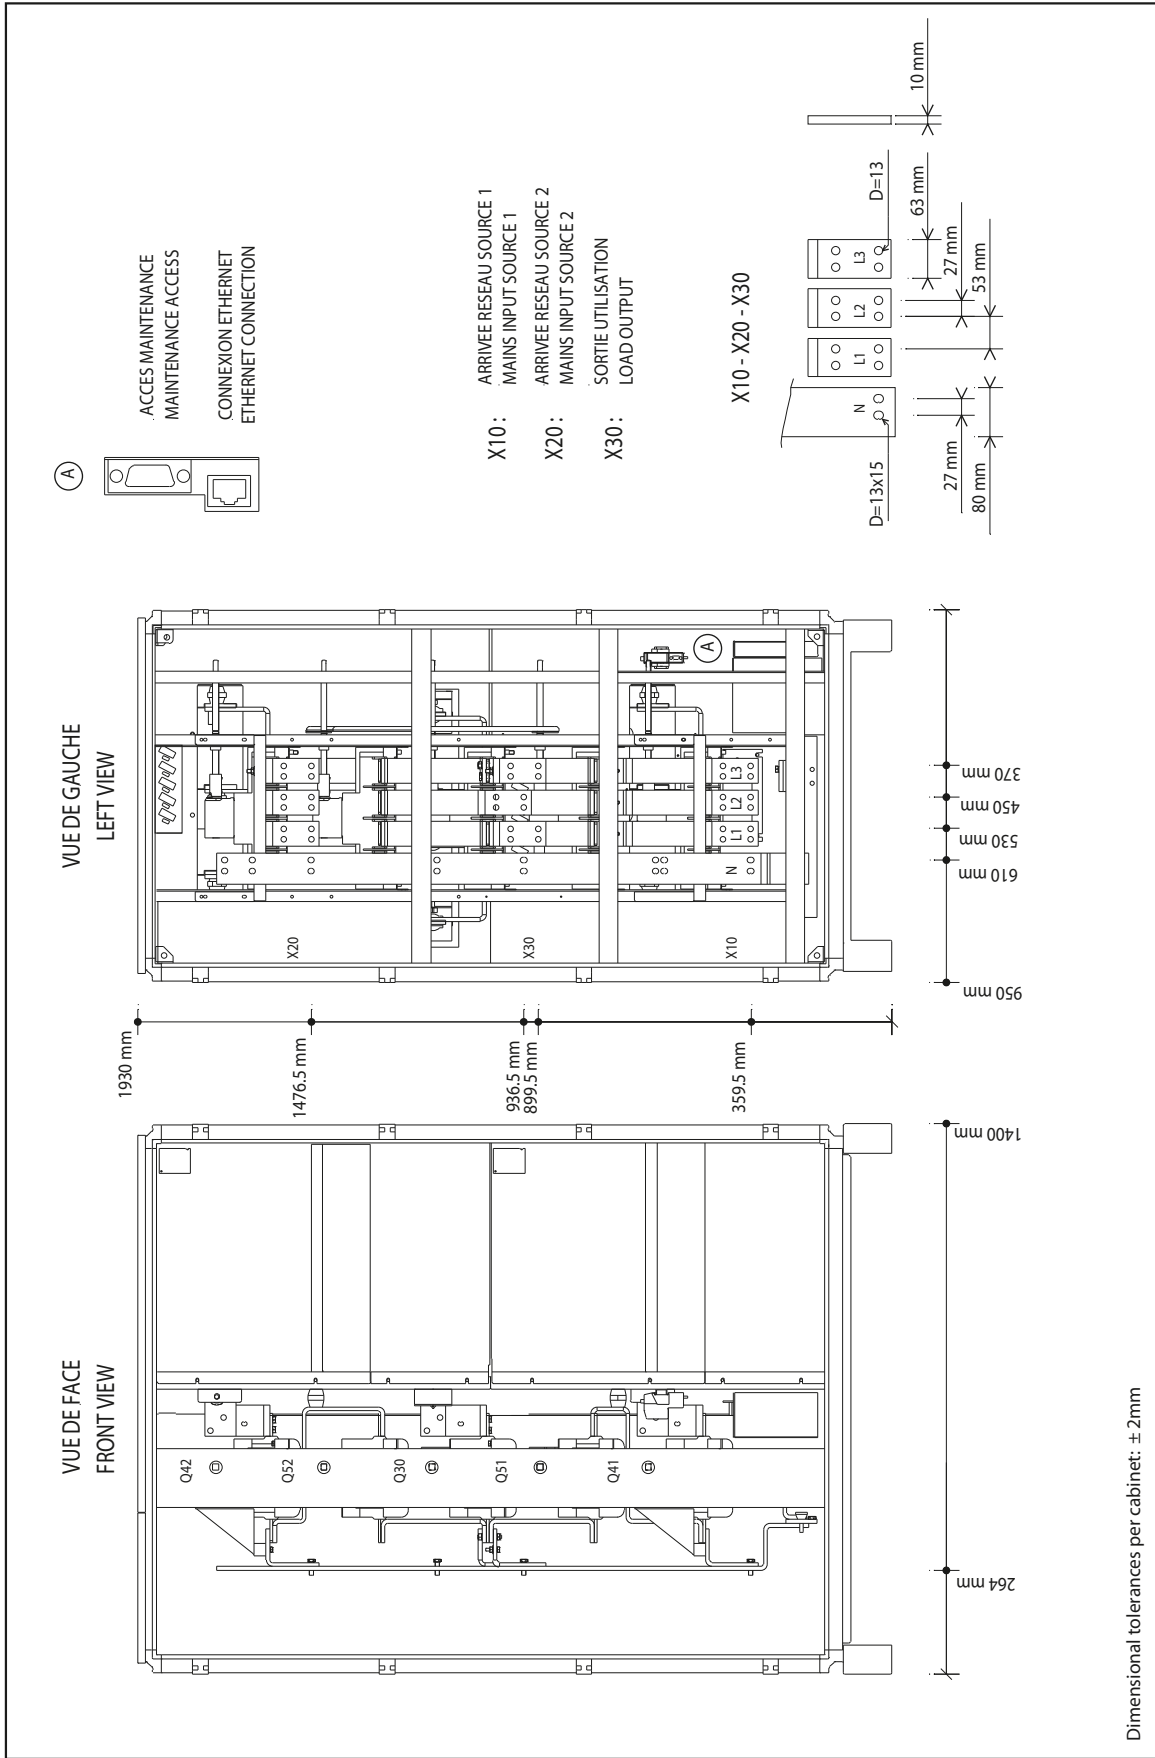 VUE DE FACE
FRONT VIEW
Q42
Q52
Q30
Q51
Q41
264 mm
1400 mm
1930 mm
1476.5 mm
936.5 mm
899.5 mm
359.5 mm
VUE DE GAUCHE
LEFT VIEW
X20
X30
X10
N
L1
L2
L3
A
950 mm
610 mm
530 mm
450 mm
370 mm
A
ACCES MAINTENANCE
MAINTENANCE ACCESS
CONNEXION ETHERNET
ETHERNET CONNECTION
X10 : ARRIVEE RESEAU SOURCE 1
MAINS INPUT SOURCE 1
X20 : ARRIVEE RESEAU SOURCE 2
MAINS INPUT SOURCE 2
X30 : SORTIE UTILISATION
LOAD OUTPUT
X10 - X20 - X30
N
L1
L2
L3
D=13x15
D=13
27 mm
80 mm
63 mm
27 mm
53 mm
10 mm
Dimensional tolerances per cabinet: ± 2mm